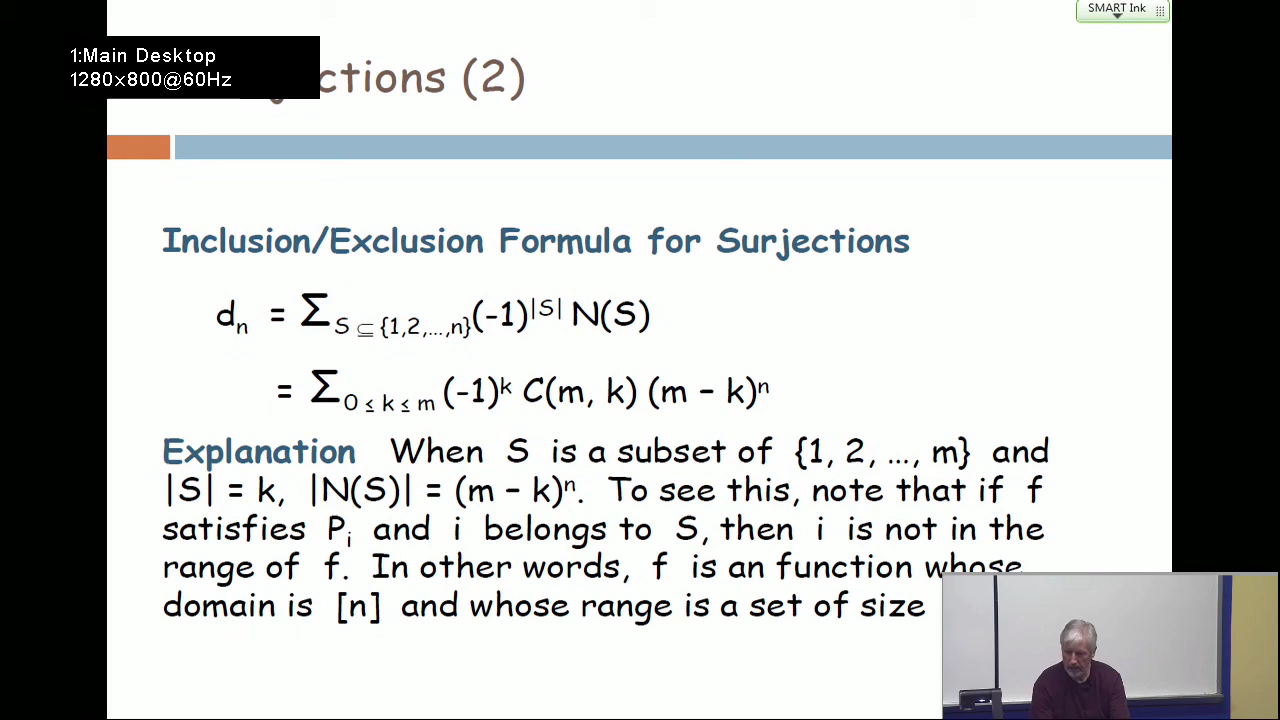 SMART Ink
1:Main Desktop
1280x800@60Hz
ctions (2)
Inclusion/Exclusion Formula for Surjections
dₙ = Σ S ⊆ {1,2,...,n} (-1)^|S| N(S)
= Σ 0 ≤ k ≤ m (-1)^k C(m, k) (m – k)^n
Explanation When S is a subset of {1, 2, ..., m} and
|S| = k, |N(S)| = (m – k)^n. To see this, note that if f
satisfies Pᵢ and i belongs to S, then i is not in the
range of f. In other words, f is an function whose
domain is [n] and whose range is a set of size